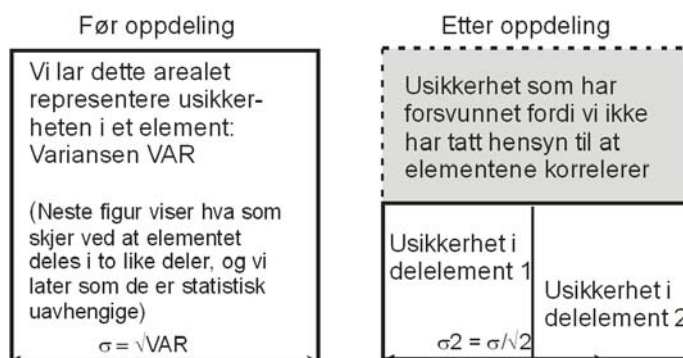 Før oppdeling
Vi lar dette arealet
representere usikker-
heten i et element:
Variansen VAR
(Neste figur viser hva som
skjer ved at elementet
deles i to like deler, og vi
later som de er statistisk
uavhengige)
σ = √VAR
Etter oppdeling
Usikkerhet som har
forsvunnet fordi vi ikke
har tatt hensyn til at
elementene korrelerer
Usikkerhet i
delelement 1
Usikkerhet i
delelement 2
σ2 = σ/√2